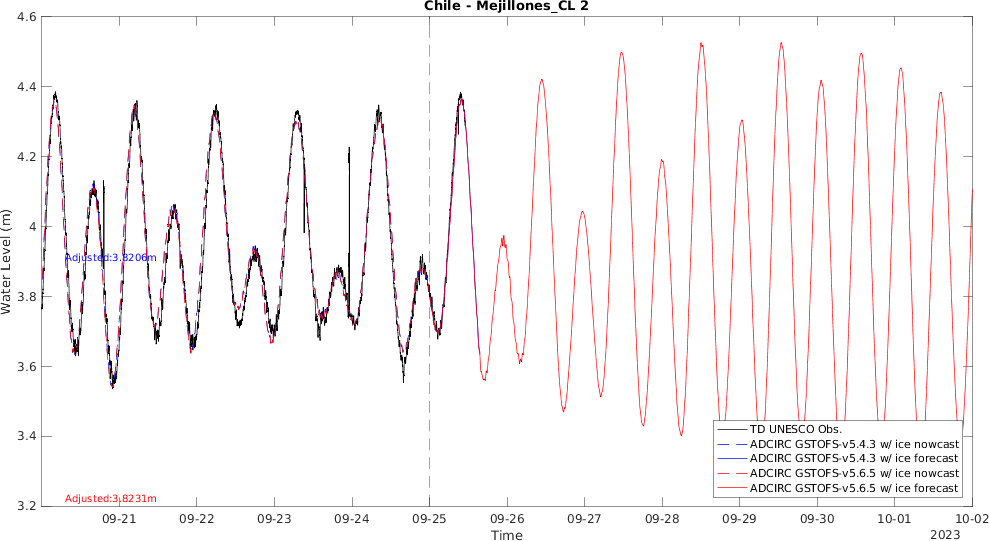 Chile - Mejillones_CL 2
4.6
4.4
4.2
4
3.8
3.6
3.4
3.2
Water Level (m)
Adjusted:3.8206m
Adjusted:3.8231m
TD UNESCO Obs.
ADCIRC GSTOFS-v5.4.3 w/ ice nowcast
ADCIRC GSTOFS-v5.4.3 w/ ice forecast
ADCIRC GSTOFS-v5.6.5 w/ ice nowcast
ADCIRC GSTOFS-v5.6.5 w/ ice forecast
09-21 09-22 09-23 09-24 09-25 09-26 09-27 09-28 09-29 09-30 10-01 10-02
Time
2023